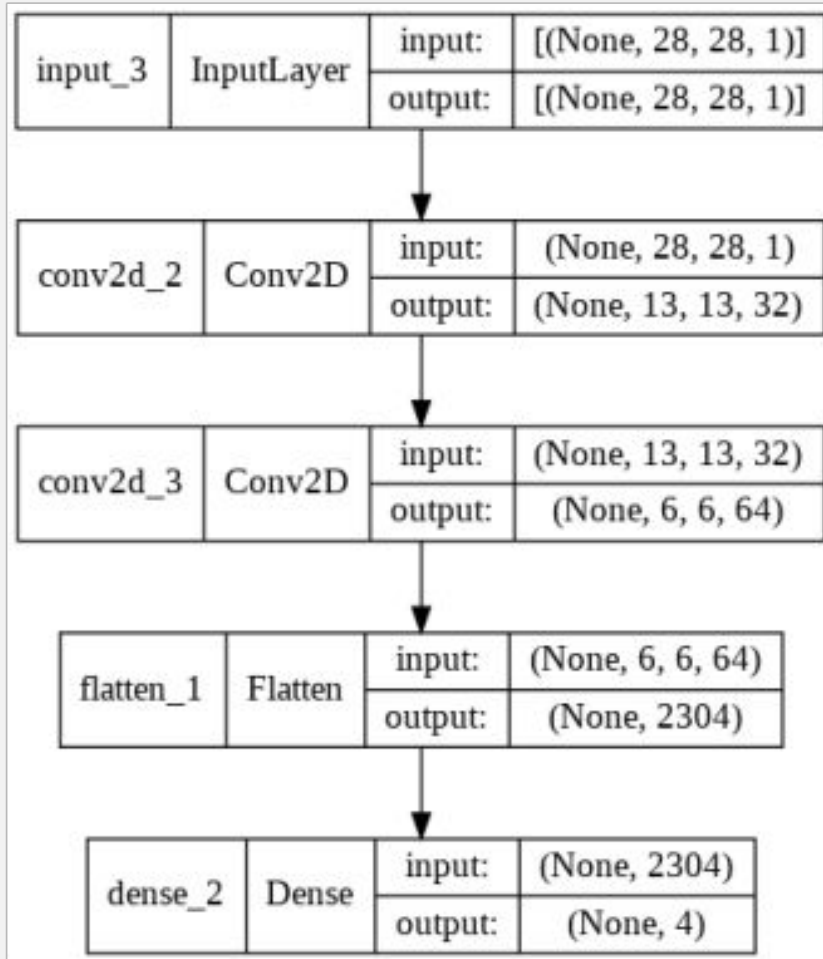 input_3 InputLayer input: [(None, 28, 28, 1)]
output: [(None, 28, 28, 1)]
conv2d_2 Conv2D input: (None, 28, 28, 1)
output: (None, 13, 13, 32)
conv2d_3 Conv2D input: (None, 13, 13, 32)
output: (None, 6, 6, 64)
flatten_1 Flatten input: (None, 6, 6, 64)
output: (None, 2304)
dense_2 Dense input: (None, 2304)
output: (None, 4)